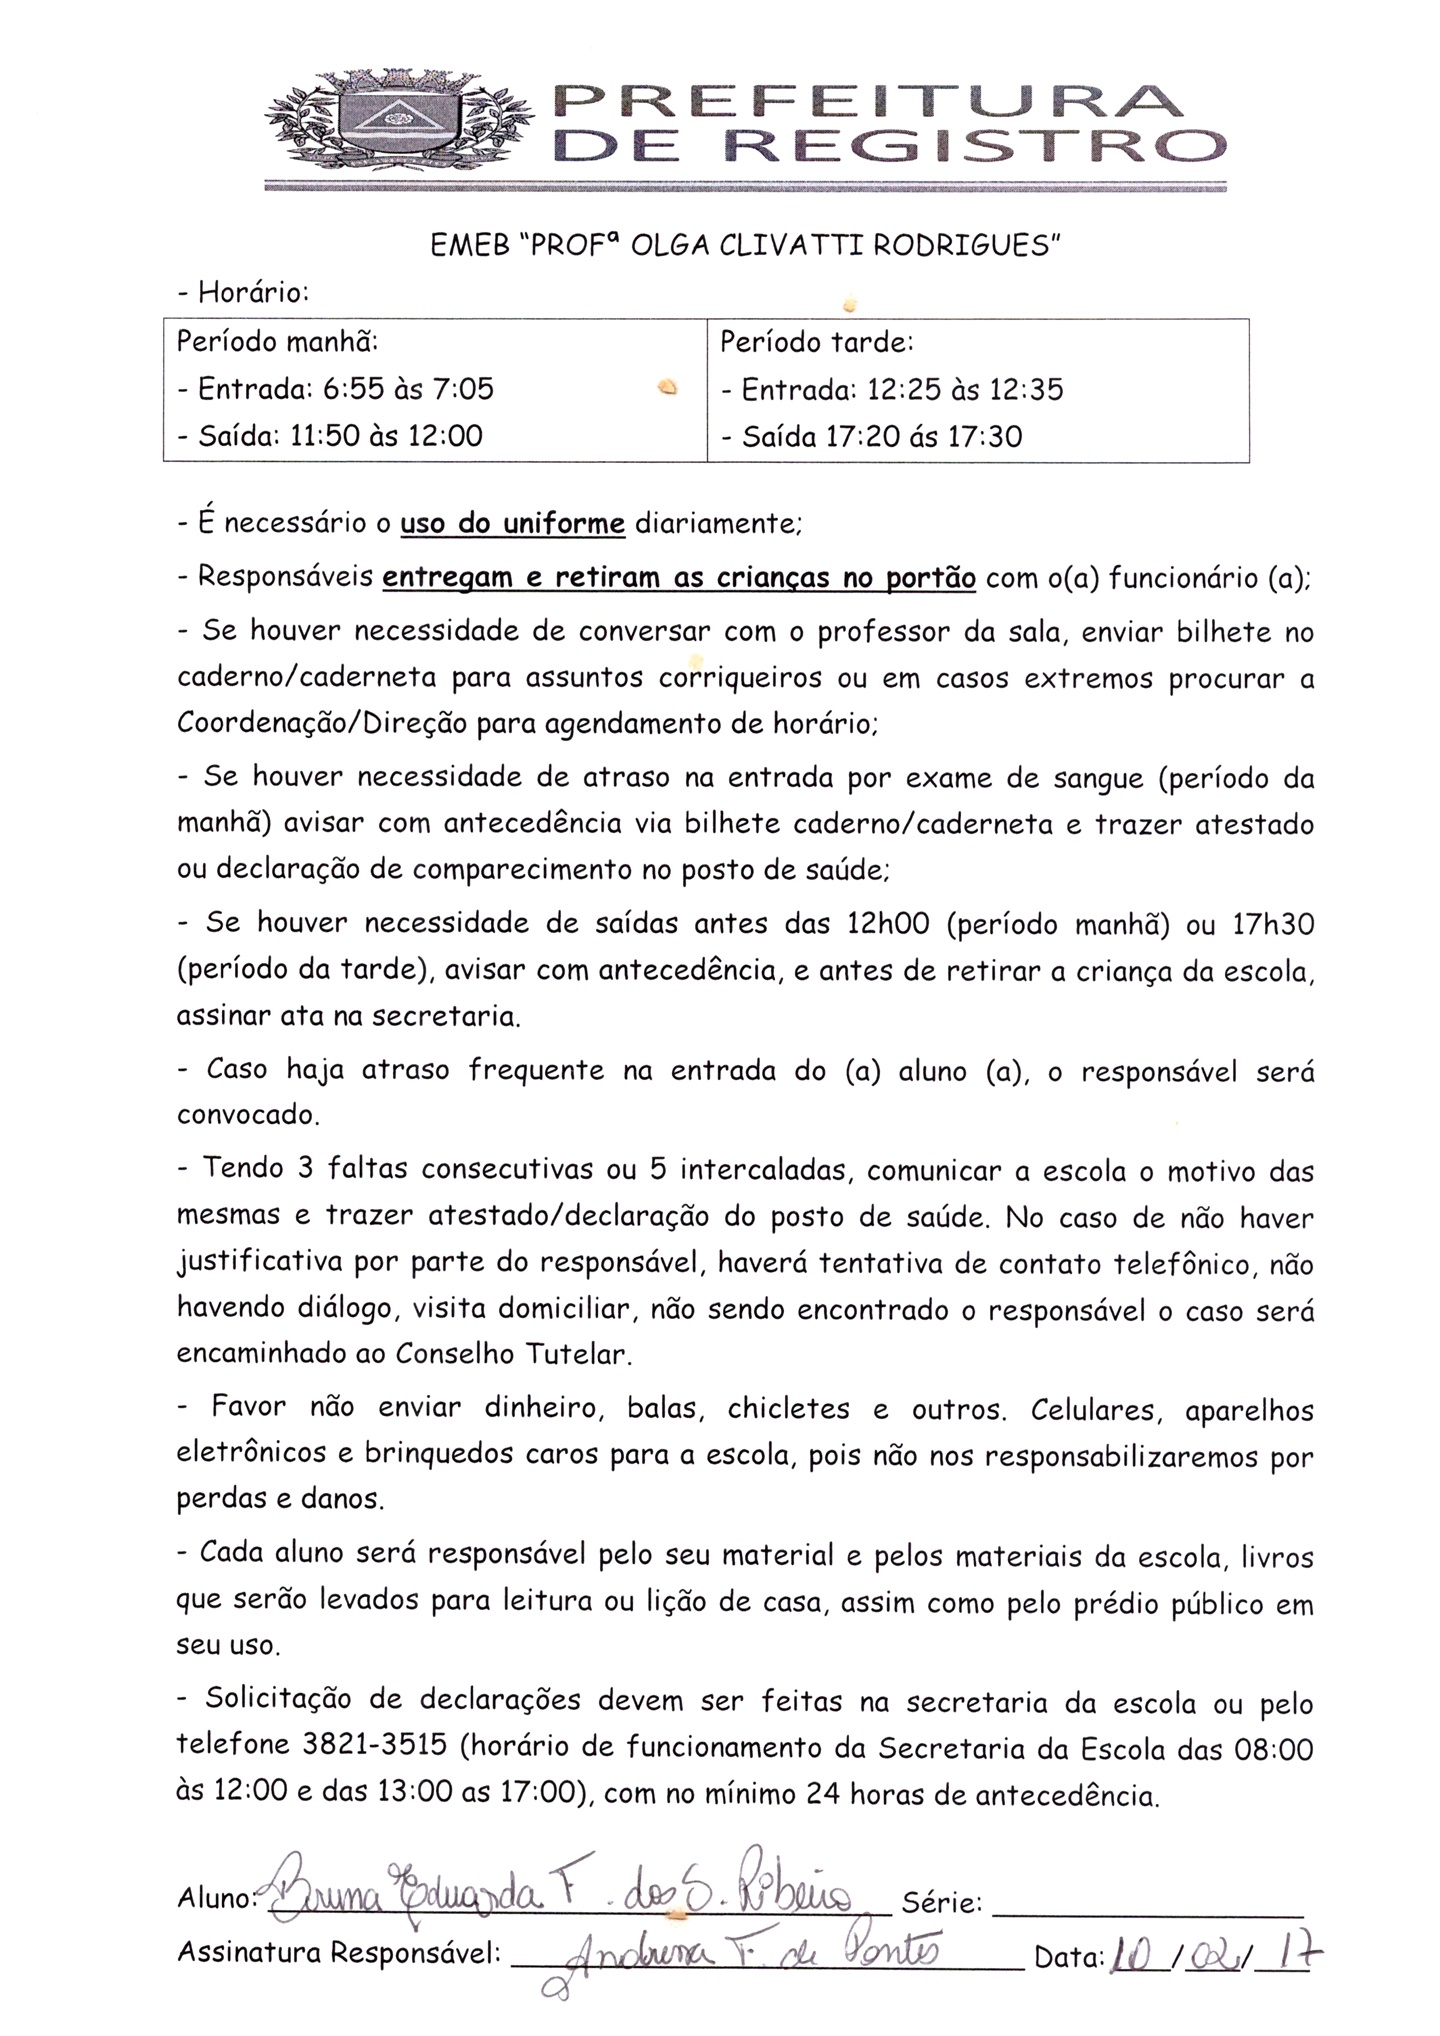 PREFEITURA
DE REGISTRO
EMEB "PROFª OLGA CLIVATTI RODRIGUES"
- Horário:
Período manhã:
- Entrada: 6:55 às 7:05
- Saída: 11:50 às 12:00
Período tarde:
- Entrada: 12:25 às 12:35
- Saída 17:20 ás 17:30
- É necessário o uso do uniforme diariamente;
- Responsáveis entregam e retiram as crianças no portão com o(a) funcionário (a);
- Se houver necessidade de conversar com o professor da sala, enviar bilhete no
caderno/caderneta para assuntos corriqueiros ou em casos extremos procurar a
Coordenação/Direção para agendamento de horário;
- Se houver necessidade de atraso na entrada por exame de sangue (período da
manhã) avisar com antecedência via bilhete caderno/caderneta e trazer atestado
ou declaração de comparecimento no posto de saúde;
- Se houver necessidade de saídas antes das 12h00 (período manhã) ou 17h30
(período da tarde), avisar com antecedência, e antes de retirar a criança da escola,
assinar ata na secretaria.
- Caso haja atraso frequente na entrada do (a) aluno (a), o responsável será
convocado.
- Tendo 3 faltas consecutivas ou 5 intercaladas, comunicar a escola o motivo das
mesmas e trazer atestado/declaração do posto de saúde. No caso de não haver
justificativa por parte do responsável, haverá tentativa de contato telefônico, não
havendo diálogo, visita domiciliar, não sendo encontrado o responsável o caso será
encaminhado ao Conselho Tutelar.
- Favor não enviar dinheiro, balas, chicletes e outros. Celulares, aparelhos
eletrônicos e brinquedos caros para a escola, pois não nos responsabilizaremos por
perdas e danos.
- Cada aluno será responsável pelo seu material e pelos materiais da escola, livros
que serão levados para leitura ou lição de casa, assim como pelo prédio público em
seu uso.
- Solicitação de declarações devem ser feitas na secretaria da escola ou pelo
telefone 3821-3515 (horário de funcionamento da Secretaria da Escola das 08:00
às 12:00 e das 13:00 as 17:00), com no mínimo 24 horas de antecedência.
Aluno: Bruna Eduarda F. dos S. Ribeiro Série:
Assinatura Responsável: F. de Pontes Data: 10/02/17